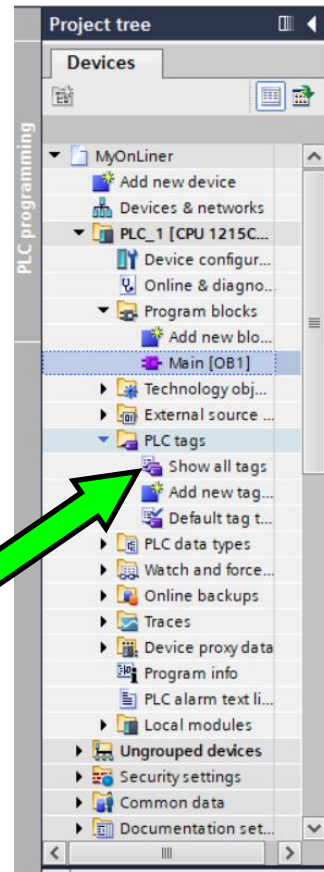 Project tree
Devices
PLC programming
MyOnLiner
Add new device
Devices & networks
PLC_1 [CPU 1215C...
Device configur...
Online & diagno...
Program blocks
Add new blo...
Main [OB1]
Technology obj...
External source ...
PLC tags
Show all tags
Add new tag...
Default tag t...
PLC data types
Watch and force...
Online backups
Traces
Device proxy data
Program info
PLC alarm text li...
Local modules
Ungrouped devices
Security settings
Common data
Documentation set...